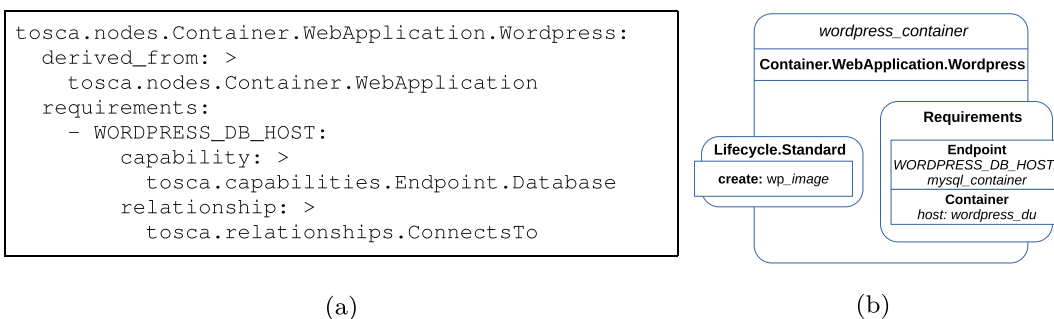 tosca.nodes.Container.WebApplication.Wordpress:
derived_from: >
tosca.nodes.Container.WebApplication
requirements:
- WORDPRESS_DB_HOST:
capability: >
tosca.capabilities.Endpoint.Database
relationship: >
tosca.relationships.ConnectsTo
(a)
wordpress_container
Container.WebApplication.Wordpress
Lifecycle.Standard
create: wp_image
Requirements
Endpoint
WORDPRESS_DB_HOST:
mysql_container
Container
host: wordpress_du
(b)